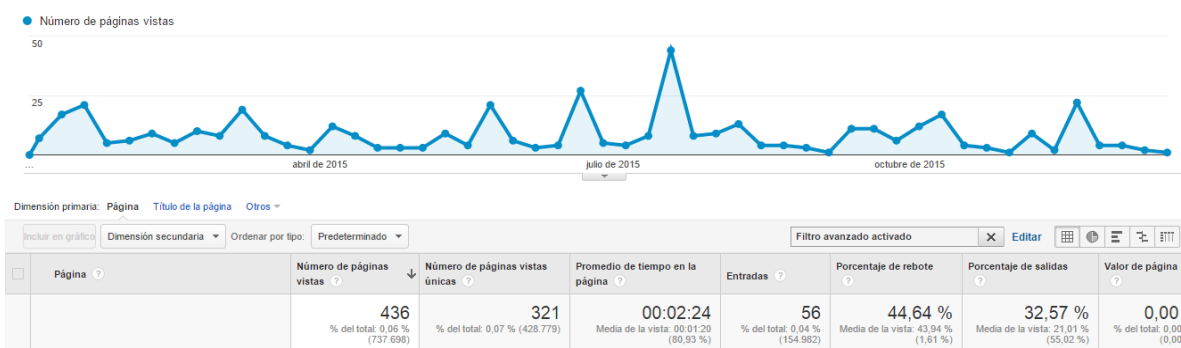 Número de páginas vistas
50
25
...
abril de 2015
julio de 2015
octubre de 2015
Dimensión primaria: Página Título de la página Otros
Incluir en gráfico Dimensión secundaria Ordenar por tipo: Predeterminado Filtro avanzado activado Editar
Página ?
Número de páginas vistas ?
Número de páginas vistas únicas ?
Promedio de tiempo en la página ?
Entradas ?
Porcentaje de rebote ?
Porcentaje de salidas ?
Valor de página ?
436
% del total: 0,06 %
(737.698)
321
% del total: 0,07 % (428.779)
00:02:24
Media de la vista: 00:01:20
(80,93 %)
56
% del total: 0,04 %
(154.982)
44,64 %
Media de la vista: 43,94 %
(1,61 %)
32,57 %
Media de la vista: 21,01 %
(55,02 %)
0,00
% del total: 0,00
(0,00